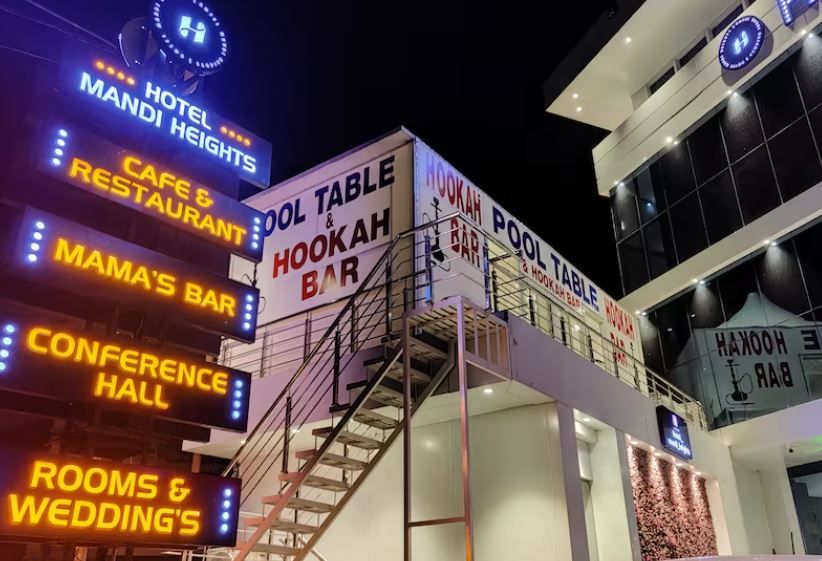 HOTEL
MANDI HEIGHTS
CAFE &
RESTAURANT
MAMA'S BAR
CONFERENCE
HALL
ROOMS &
WEDDING'S
POOL TABLE
&
HOOKAH
BAR
HOOKAH
BAR
POOL TABLE
& HOOKAH BAR
HOOKAH
HOOKAH
BAR